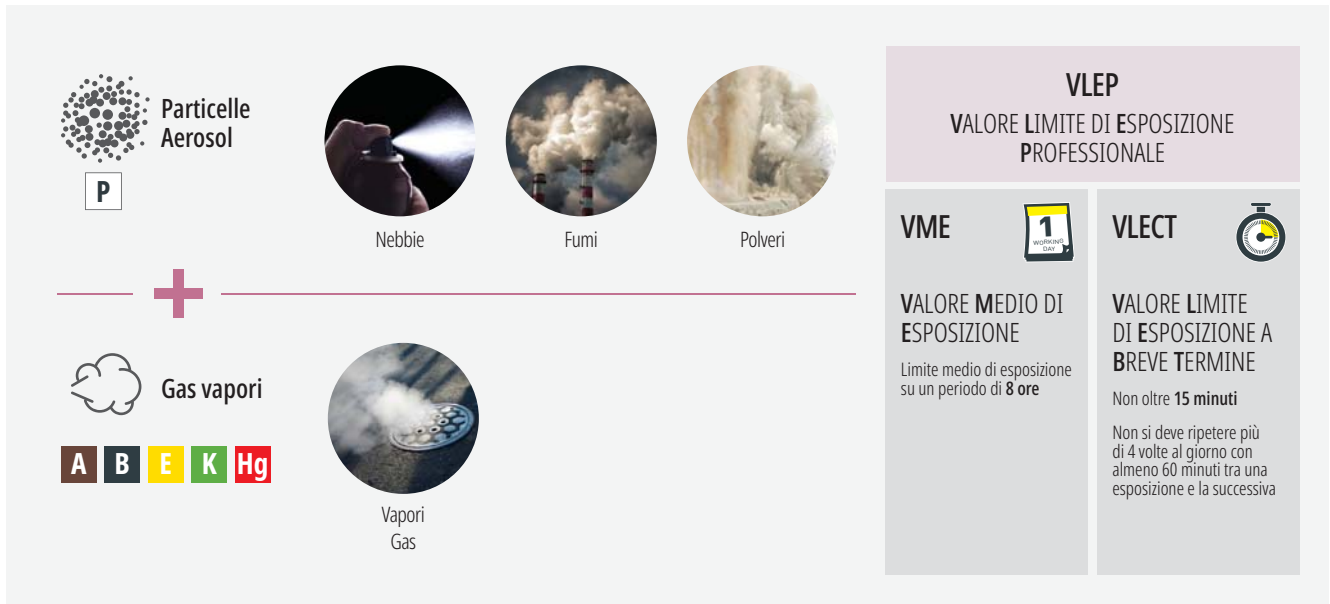 Particelle
Aerosol
P
Nebbie
Fumi
Polveri
Gas vapori
A B E K Hg
Vapori
Gas
VLEP
VALORE LIMITE DI ESPOSIZIONE
PROFESSIONALE
VME
1
WORKING
DAY
VALORE MEDIO DI
ESPOSIZIONE
Limite medio di esposizione
su un periodo di 8 ore
VLECT
VALORE LIMITE
DI ESPOSIZIONE A
BREVE TERMINE
Non oltre 15 minuti
Non si deve ripetere più
di 4 volte al giorno con
almeno 60 minuti tra una
esposizione e la successiva